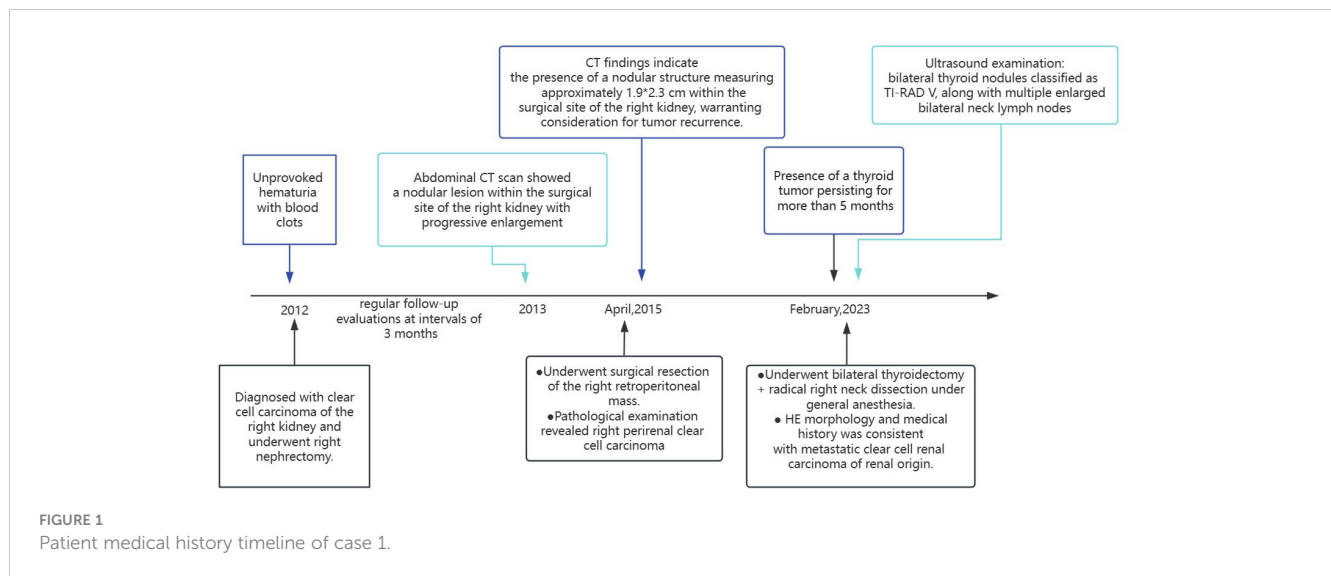 CT findings indicate
the presence of a nodular structure measuring
approximately 1.9*2.3 cm within the
surgical site of the right kidney, warranting
consideration for tumor recurrence.
Ultrasound examination:
bilateral thyroid nodules classified as
TI-RAD V, along with multiple enlarged
bilateral neck lymph nodes
Unprovoked
hematuria
with blood
clots
Abdominal CT scan showed
a nodular lesion within the surgical
site of the right kidney with
progressive enlargement
Presence of a thyroid
tumor persisting for
more than 5 months
2012
regular follow-up
evaluations at intervals of
3 months
2013
April,2015
February,2023
Diagnosed with clear
cell carcinoma of the
right kidney and
underwent right
nephrectomy.
●Underwent surgical resection
of the right retroperitoneal
mass.
●Pathological examination
revealed right perirenal clear
cell carcinoma
●Underwent bilateral thyroidectomy
+ radical right neck dissection under
general anesthesia.
● HE morphology and medical
history was consistent
with metastatic clear cell renal
carcinoma of renal origin.
FIGURE 1
Patient medical history timeline of case 1.